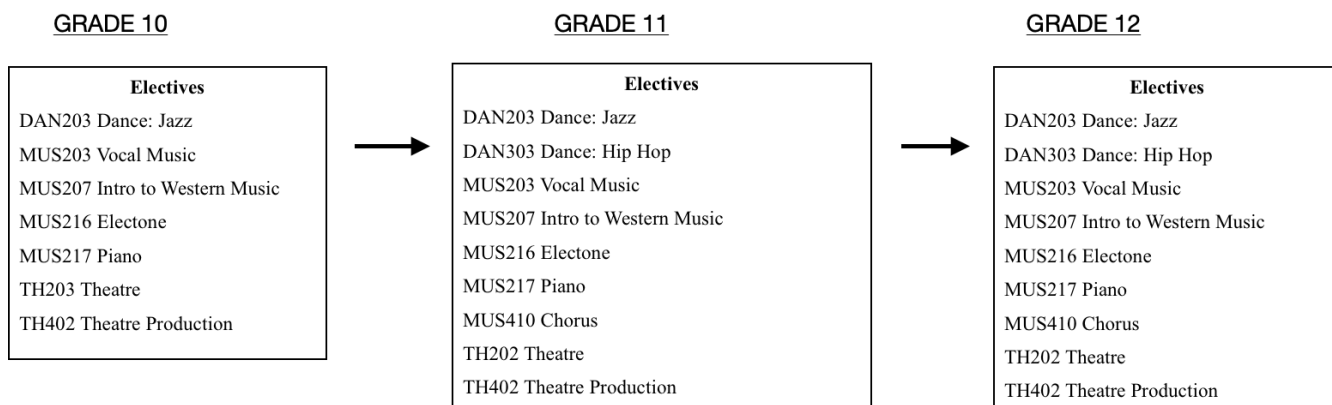 GRADE 10
Electives
DAN203 Dance: Jazz
MUS203 Vocal Music
MUS207 Intro to Western Music
MUS216 Electone
MUS217 Piano
TH203 Theatre
TH402 Theatre Production
GRADE 11
Electives
DAN203 Dance: Jazz
DAN303 Dance: Hip Hop
MUS203 Vocal Music
MUS207 Intro to Western Music
MUS216 Electone
MUS217 Piano
MUS410 Chorus
TH202 Theatre
TH402 Theatre Production
GRADE 12
Electives
DAN203 Dance: Jazz
DAN303 Dance: Hip Hop
MUS203 Vocal Music
MUS207 Intro to Western Music
MUS216 Electone
MUS217 Piano
MUS410 Chorus
TH202 Theatre
TH402 Theatre Production